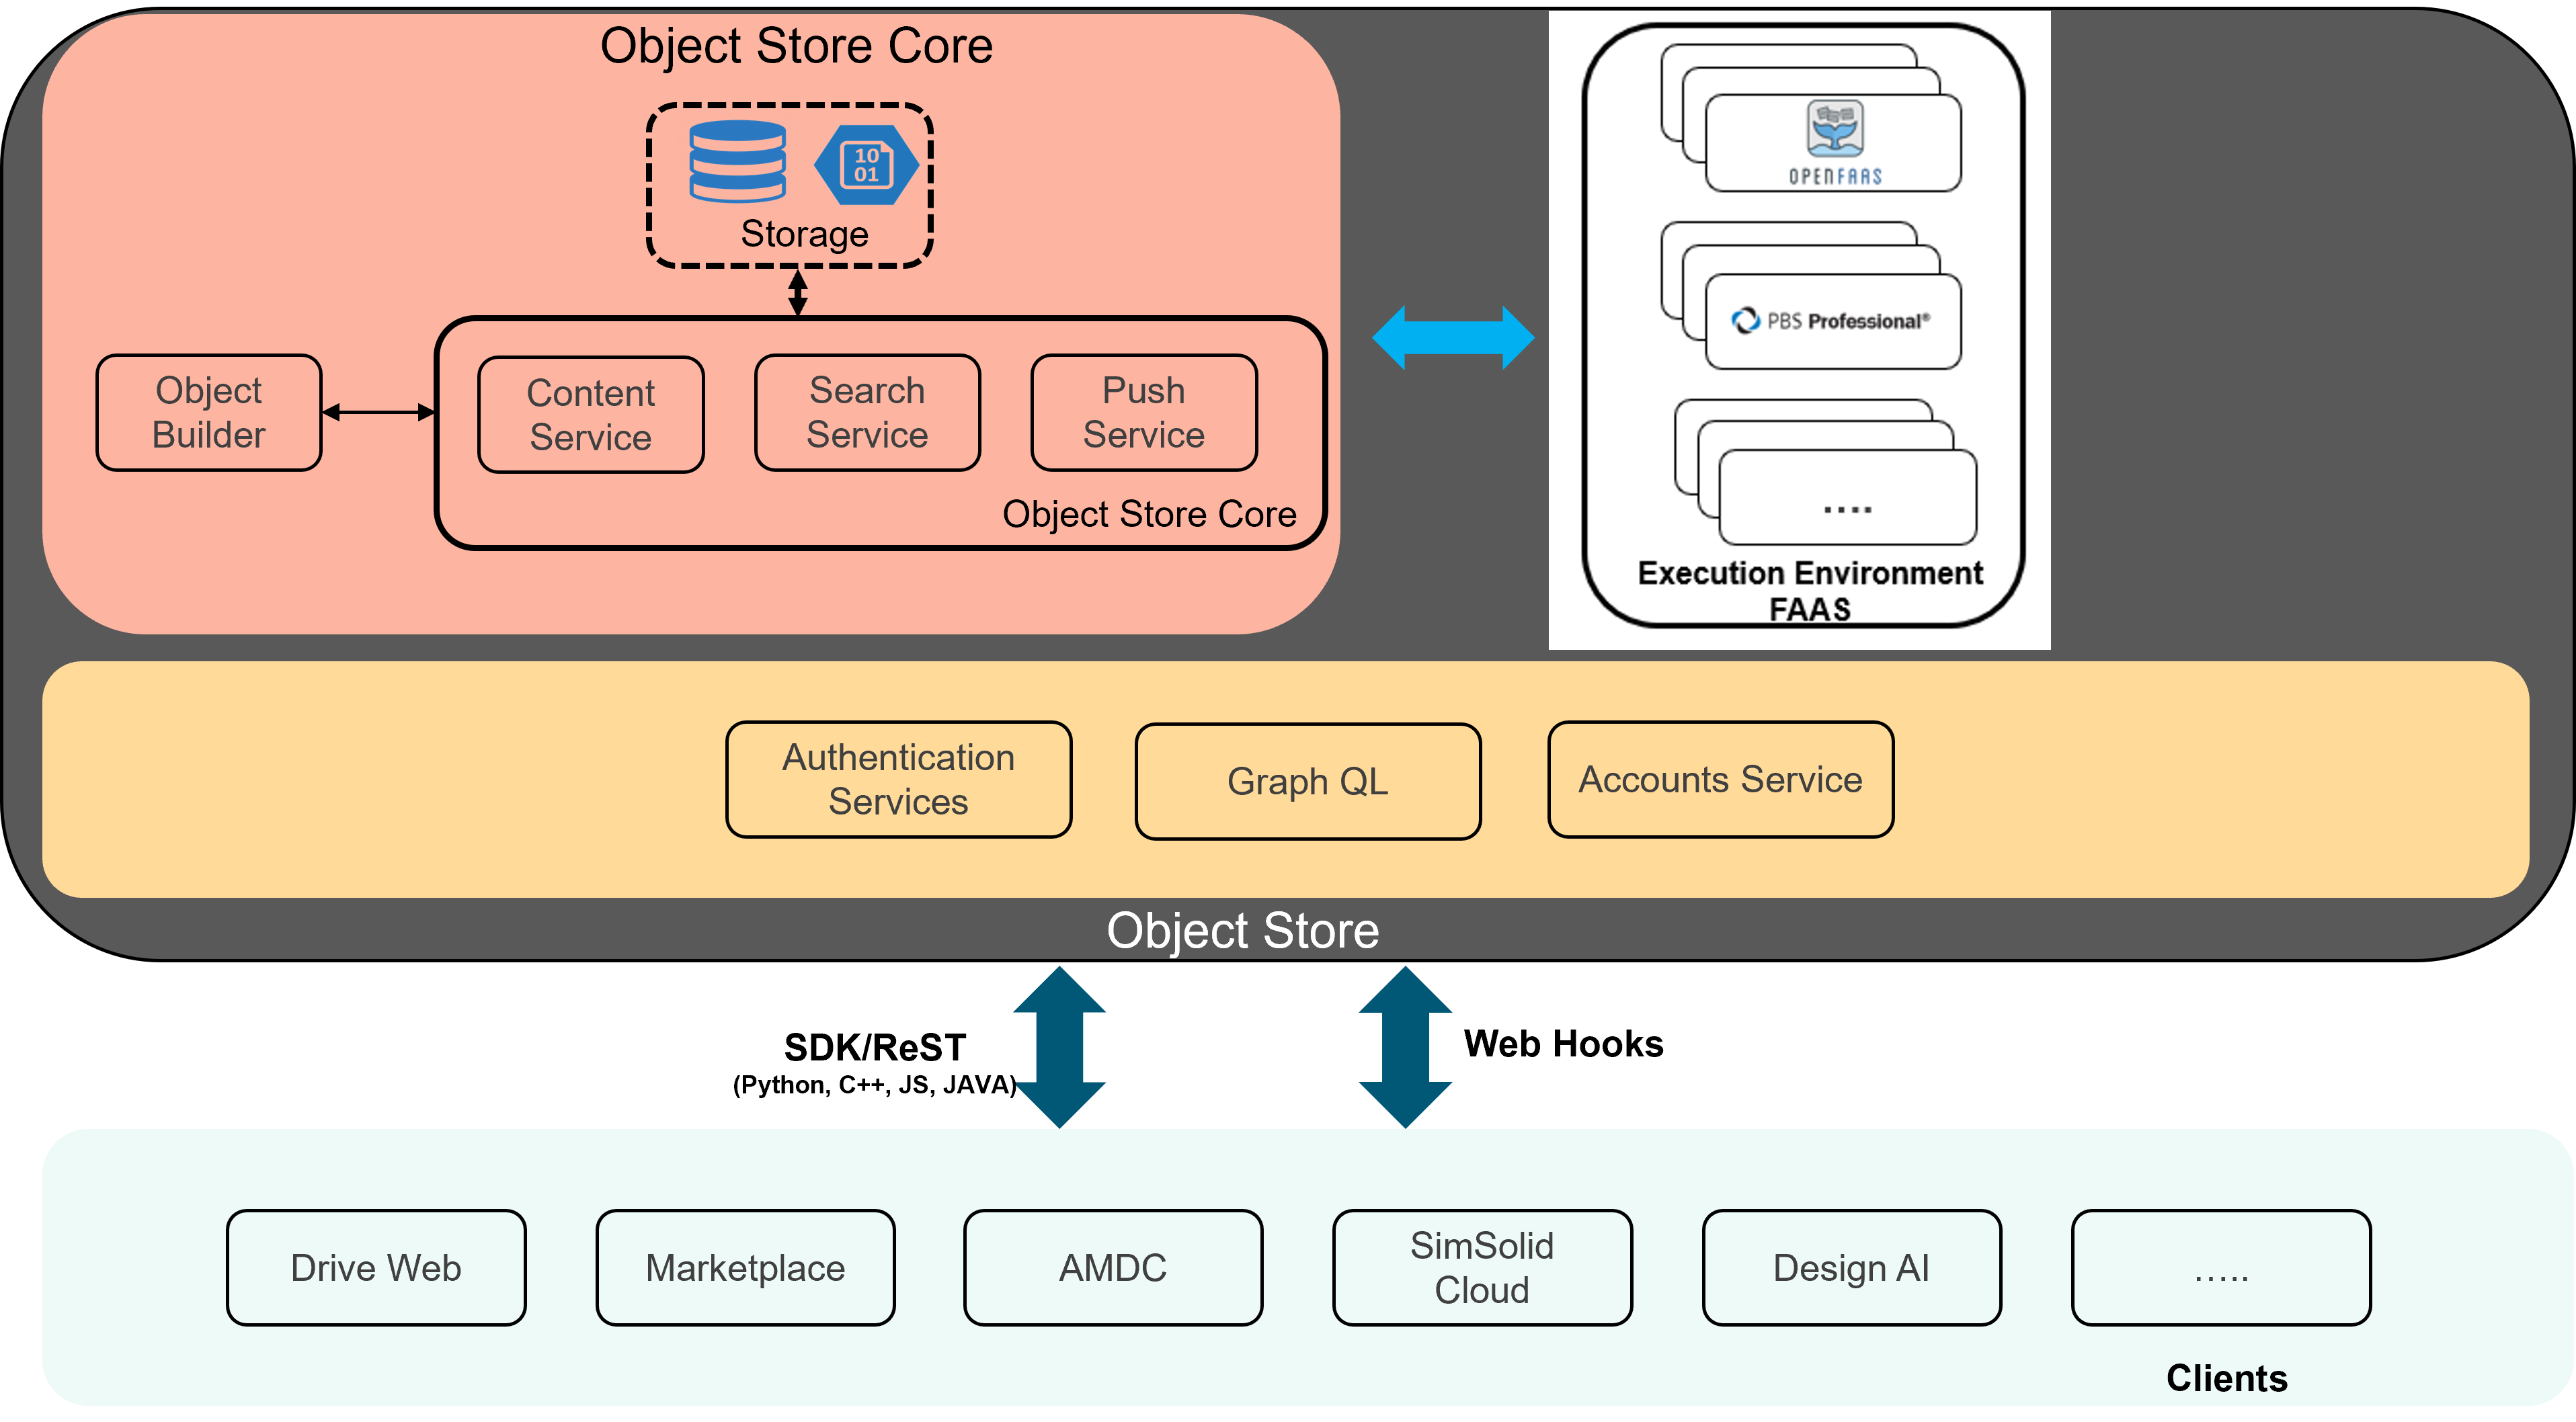 Object Store Core
10
01
Storage
Object
Builder
Content
Service
Search
Service
Push
Service
Object Store Core
OPENFAAS
PBS Professional®
....
Execution Environment
FAAS
Authentication
Services
Graph QL
Accounts Service
Object Store
SDK/ReST
(Python, C++, JS, JAVA)
Web Hooks
Drive Web
Marketplace
AMDC
SimSolid
Cloud
Design AI
.....
Clients